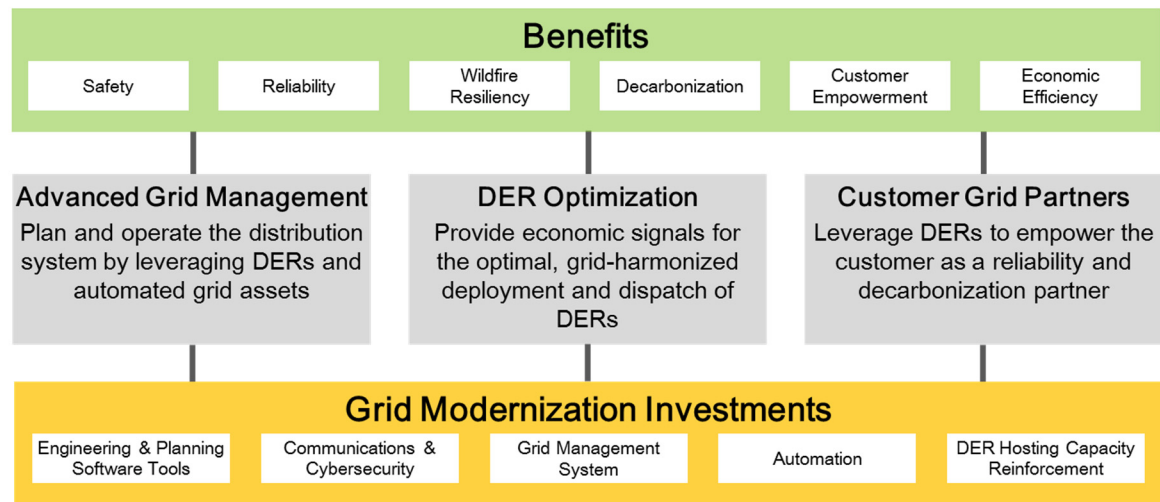 Benefits
Safety
Reliability
Wildfire
Resiliency
Decarbonization
Customer
Empowerment
Economic
Efficiency
Advanced Grid Management
Plan and operate the distribution
system by leveraging DERs and
automated grid assets
DER Optimization
Provide economic signals for
the optimal, grid-harmonized
deployment and dispatch of
DERs
Customer Grid Partners
Leverage DERs to empower the
customer as a reliability and
decarbonization partner
Grid Modernization Investments
Engineering & Planning
Software Tools
Communications &
Cybersecurity
Grid Management
System
Automation
DER Hosting Capacity
Reinforcement